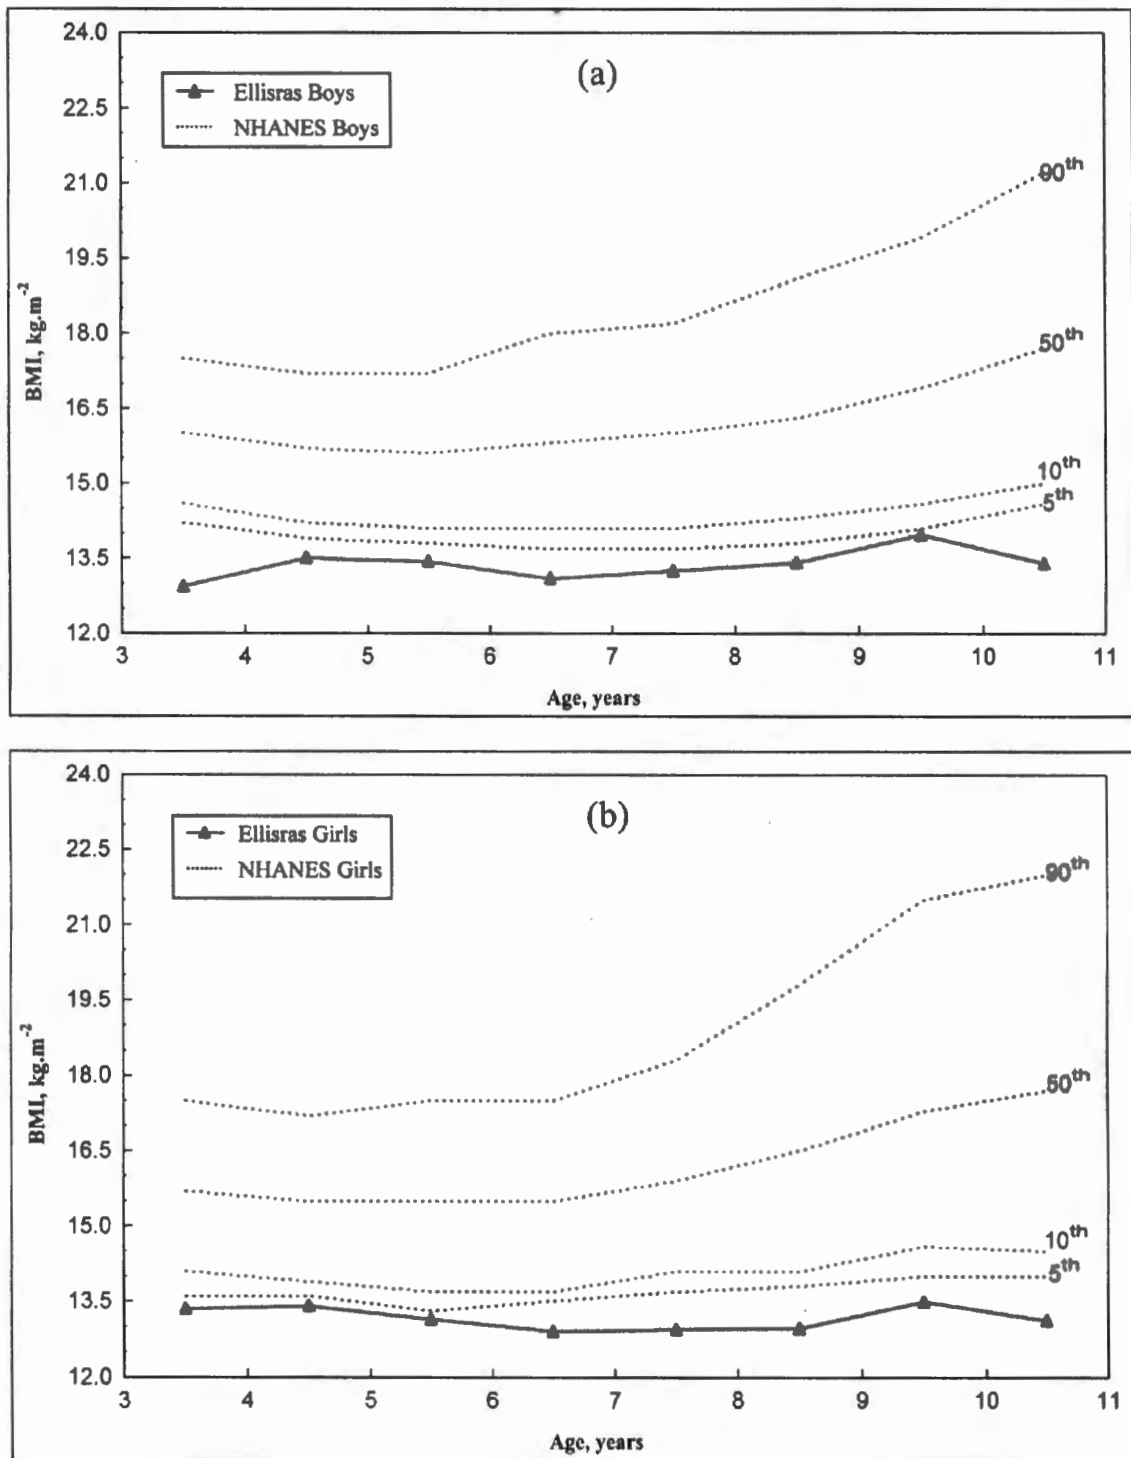 (a)
Ellisras Boys
NHANES Boys
24.0
22.5
21.0
19.5
18.0
16.5
15.0
13.5
12.0
BMI, kg.m⁻²
90th
50th
10th
5th
3 4 5 6 7 8 9 10 11
Age, years
(b)
Ellisras Girls
NHANES Girls
24.0
22.5
21.0
19.5
18.0
16.5
15.0
13.5
12.0
BMI, kg.m⁻²
90th
50th
10th
5th
3 4 5 6 7 8 9 10 11
Age, years